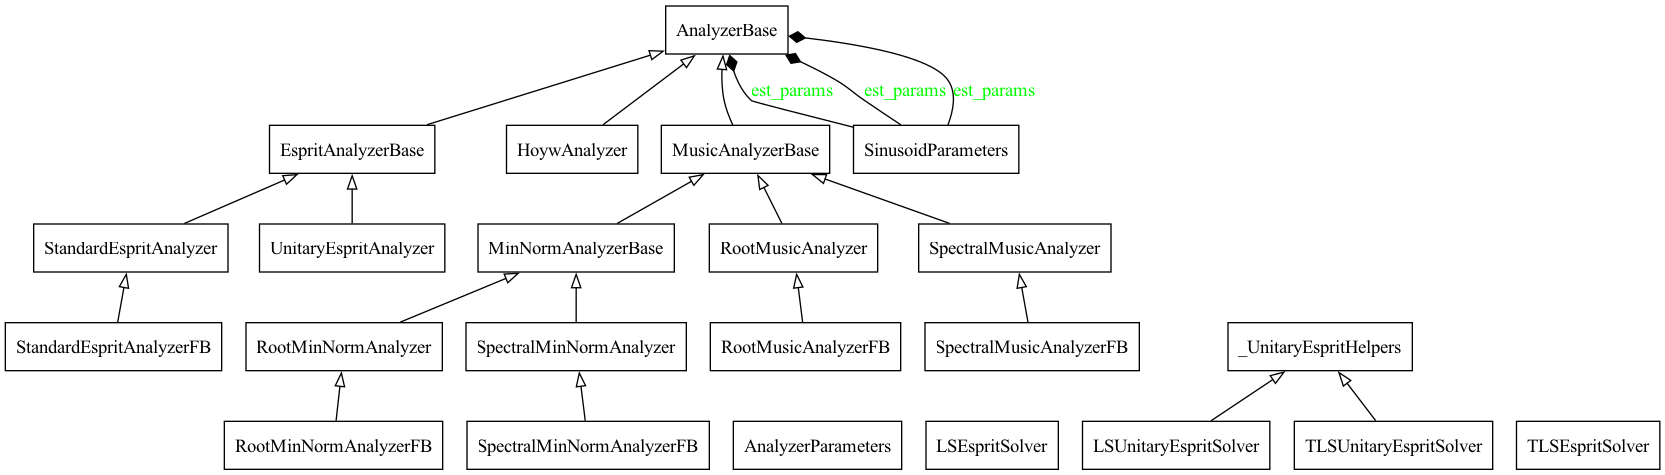 AnalyzerBase
est_params est_params est_params
EspritAnalyzerBase HoywAnalyzer MusicAnalyzerBase SinusoidParameters
StandardEspritAnalyzer UnitaryEspritAnalyzer MinNormAnalyzerBase RootMusicAnalyzer SpectralMusicAnalyzer
StandardEspritAnalyzerFB RootMinNormAnalyzer SpectralMinNormAnalyzer RootMusicAnalyzerFB SpectralMusicAnalyzerFB _UnitaryEspritHelpers
RootMinNormAnalyzerFB SpectralMinNormAnalyzerFB AnalyzerParameters LSEspritSolver LSUnitaryEspritSolver TLSUnitaryEspritSolver TLSEspritSolver